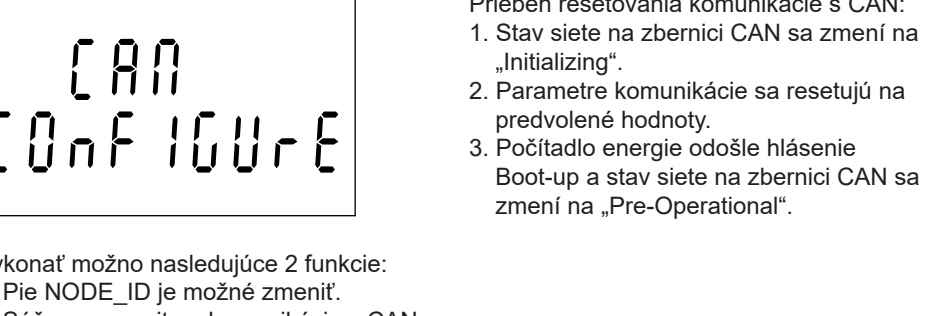 CAN
CONFIGURE
Priebeh resetovania komunikácie s CAN:
1. Stav siete na zbernici CAN sa zmení na
„Initializing“.
2. Parametre komunikácie sa resetujú na
predvolené hodnoty.
3. Počítadlo energie odošle hlásenie
Boot-up a stav siete na zbernici CAN sa
zmení na „Pre-Operational“.
ykonať možno nasledujúce 2 funkcie:
Pie NODE_ID je možné zmeniť.